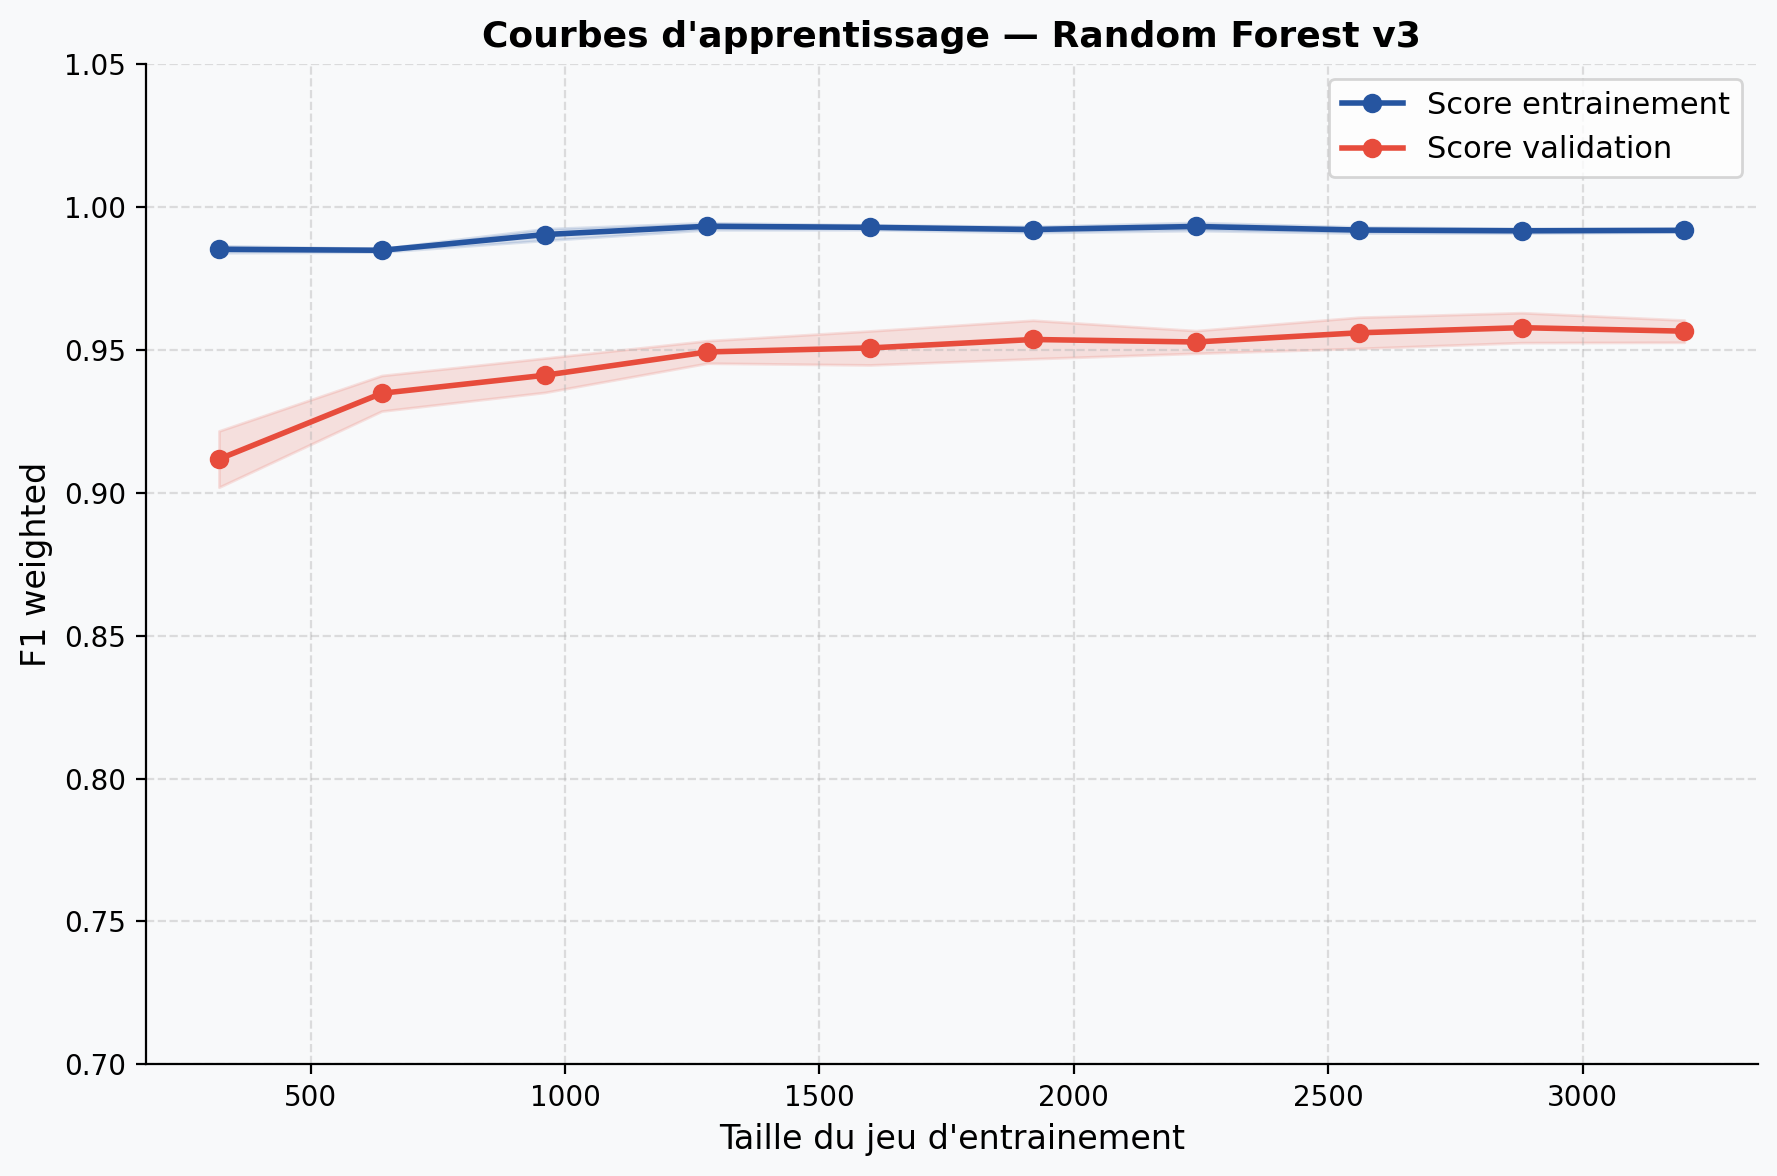 Courbes d'apprentissage — Random Forest v3
Score entrainement
Score validation
F1 weighted
1.05
1.00
0.95
0.90
0.85
0.80
0.75
0.70
500
1000
1500
2000
2500
3000
Taille du jeu d'entrainement